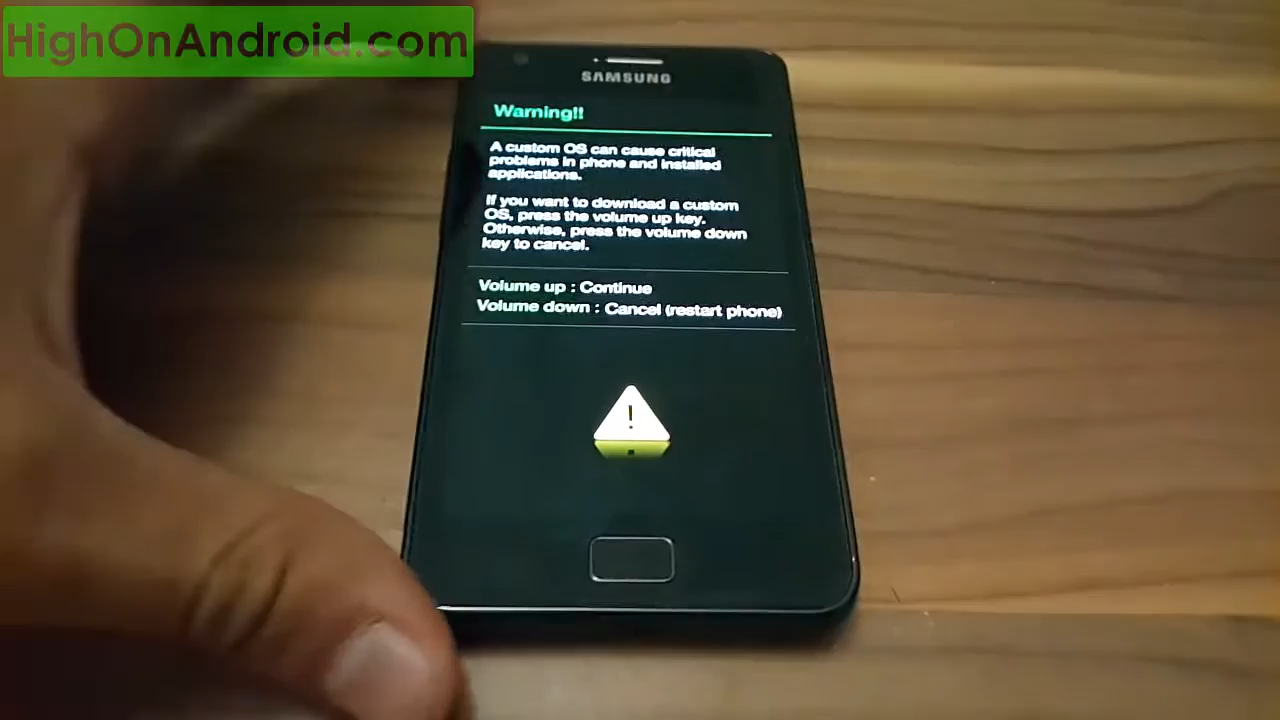 HighOnAndroid.com
SAMSUNG
Warning!!
A custom OS can cause critical
problems in phone and installed
applications.
If you want to download a custom
OS, press the volume up key.
Otherwise, press the volume down
key to cancel.
Volume up : Continue
Volume down : Cancel (restart phone)
!